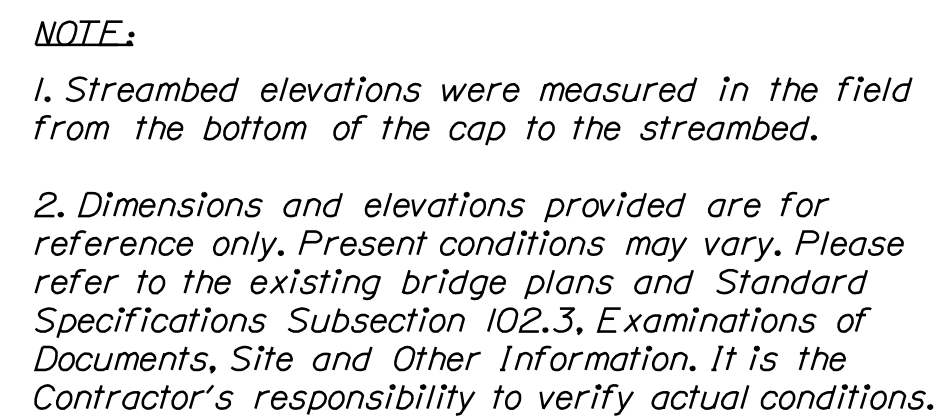 NOTE:
1. Streambed elevations were measured in the field
from the bottom of the cap to the streambed.
2. Dimensions and elevations provided are for
reference only. Present conditions may vary. Please
refer to the existing bridge plans and Standard
Specifications Subsection 102.3, Examinations of
Documents, Site and Other Information. It is the
Contractor's responsibility to verify actual conditions.